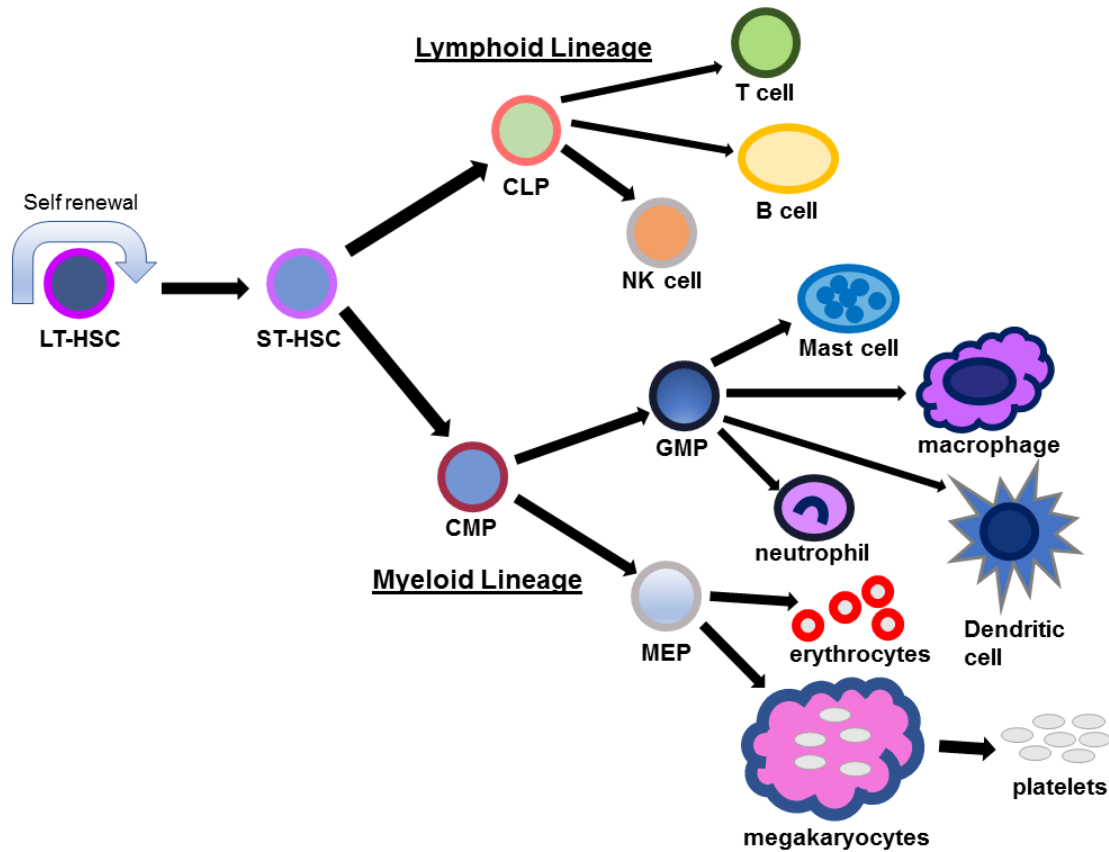 Lymphoid Lineage
T cell
CLP
B cell
Self renewal
NK cell
LT-HSC
ST-HSC
Mast cell
GMP
macrophage
CMP
neutrophil
Myeloid Lineage
Dendritic
cell
MEP
erythrocytes
platelets
megakaryocytes